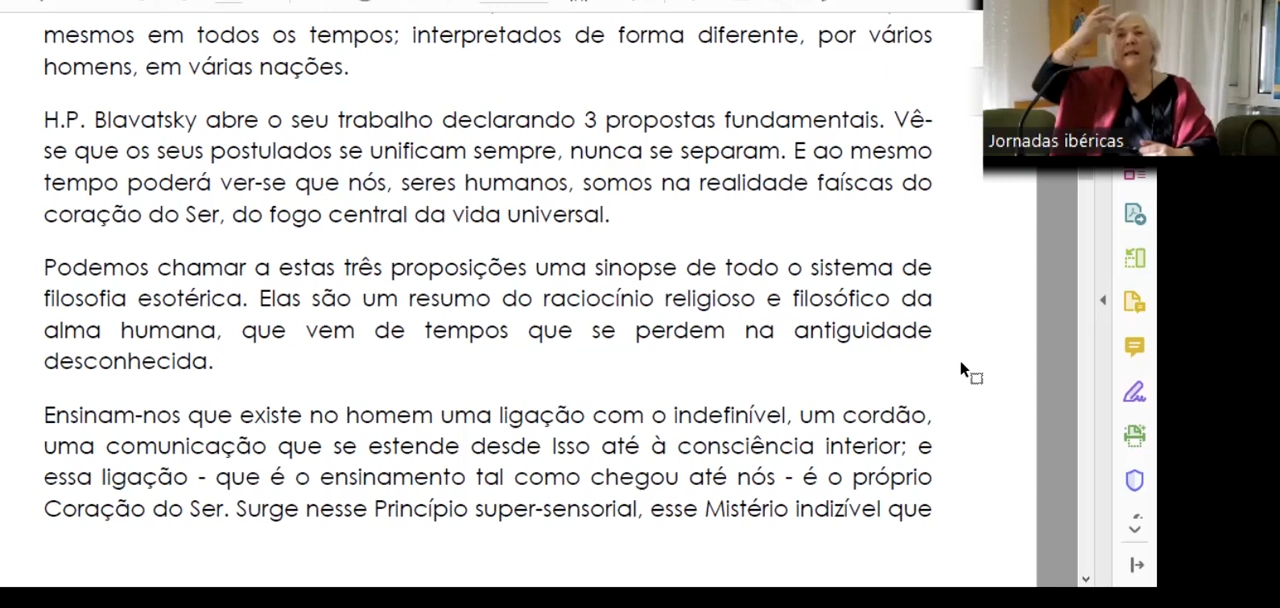 mesmos em todos os tempos; interpretados de forma diferente, por vários
homens, em várias nações.
H.P. Blavatsky abre o seu trabalho declarando 3 propostas fundamentais. Vê-
se que os seus postulados se unificam sempre, nunca se separam. E ao mesmo
tempo poderá ver-se que nós, seres humanos, somos na realidade faíscas do
coração do Ser, do fogo central da vida universal.
Podemos chamar a estas três proposições uma sinopse de todo o sistema de
filosofia esotérica. Elas são um resumo do raciocínio religioso e filosófico da
alma humana, que vem de tempos que se perdem na antiguidade
desconhecida.
Ensinam-nos que existe no homem uma ligação com o indefinível, um cordão,
uma comunicação que se estende desde Isso até à consciência interior; e
essa ligação - que é o ensinamento tal como chegou até nós - é o próprio
Coração do Ser. Surge nesse Princípio super-sensorial, esse Mistério indizível que
Jornadas ibéricas